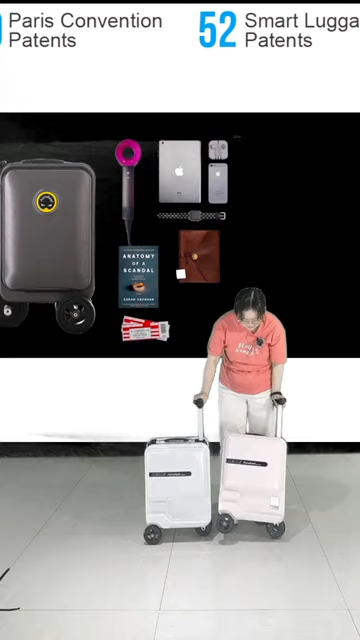 Paris Convention
Patents
52 Smart Lugga
Patents
ANATOMY
OF A
SCANDAL
SARAH VAUGHAN